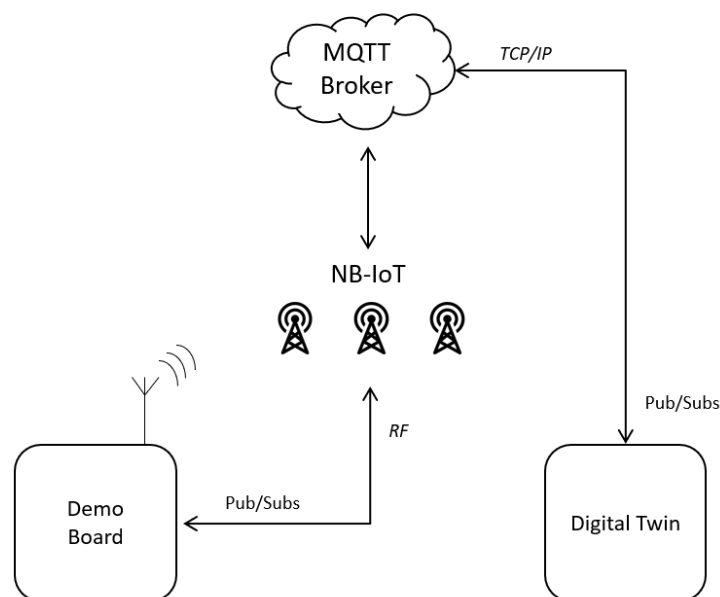 MQTT
Broker
TCP/IP
NB-IoT
RF
Pub/Subs
Pub/Subs
Demo
Board
Digital Twin